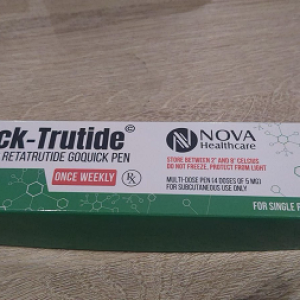 ck-Trutide©
RETATRUTIDE GOQUICK PEN
ONCE WEEKLY
Rx
NOVA
Healthcare
STORE BETWEEN 2° AND 8° CELCIUS
DO NOT FREEZE, PROTECT FROM LIGHT
MULTI-DOSE PEN (4 DOSES OF 5 MG)
FOR SUBCUTANEOUS USE ONLY
FOR SINGLE P